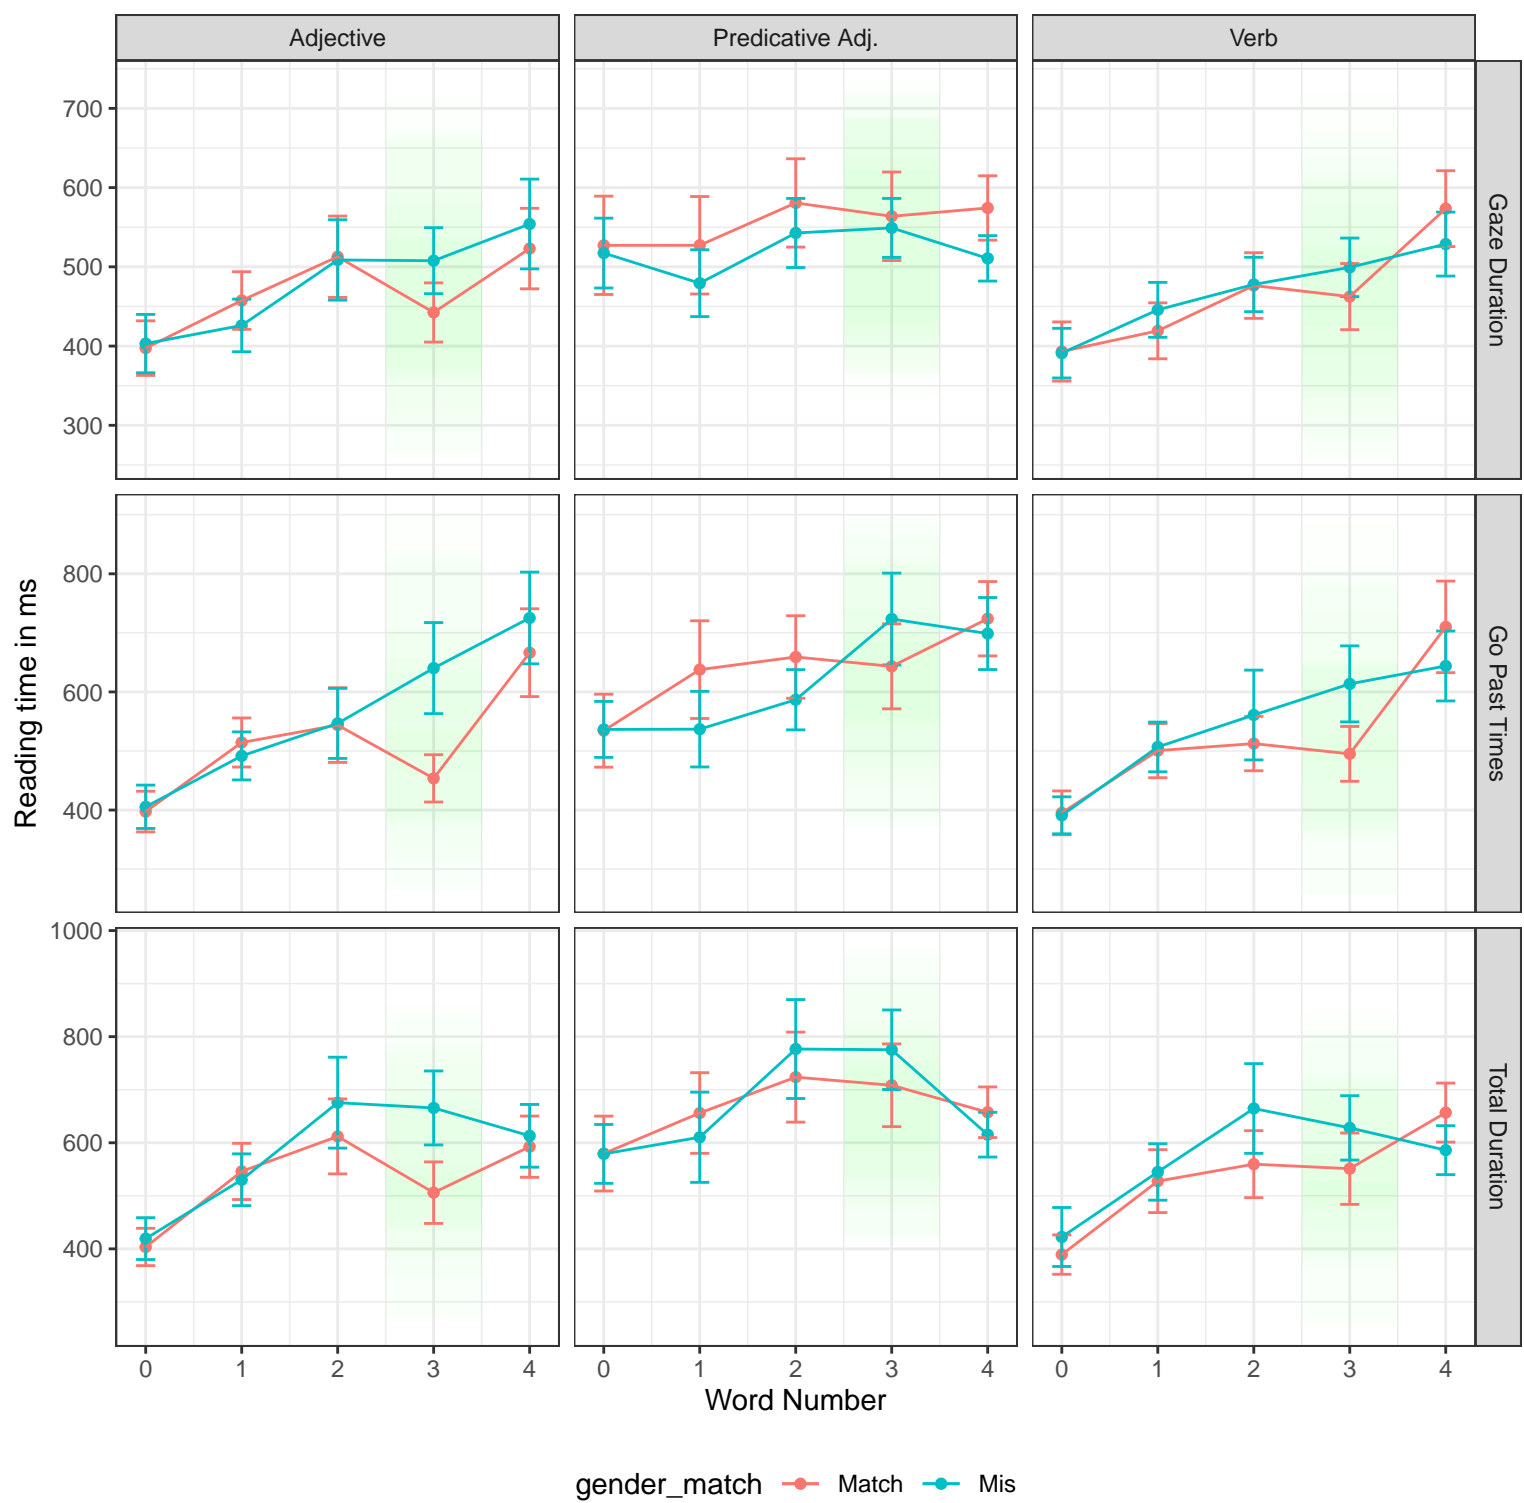 Adjective
Predicative Adj.
Verb
700
600
500
400
300
Gaze Duration
800
600
400
Go Past Times
1000
800
600
400
Total Duration
Reading time in ms
0 1 2 3 4
0 1 2 3 4
0 1 2 3 4
Word Number
gender_match Match Mis